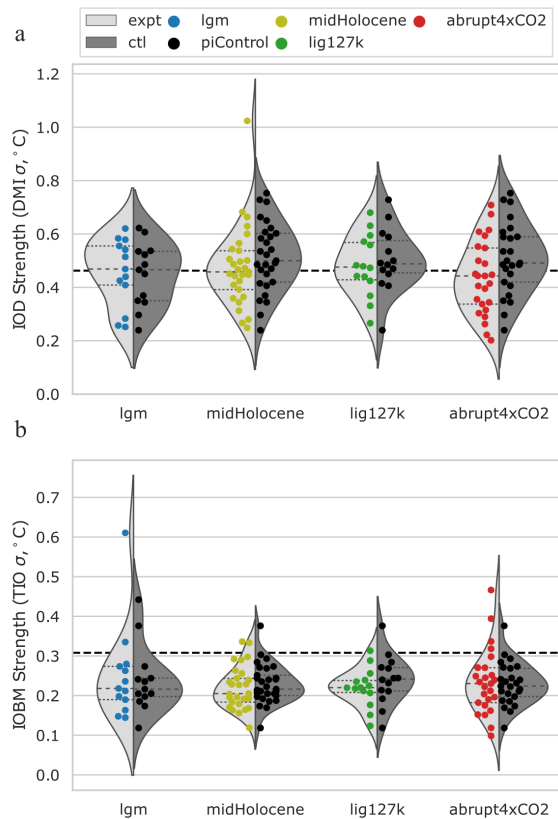 a
expt lgm midHolocene abrupt4xCO2
ctl piControl lig127k
1.2
1.0
0.8
0.6
0.4
0.2
0.0
IOD Strength (DMI σ,°C)
lgm midHolocene lig127k abrupt4xCO2
b
0.7
0.6
0.5
0.4
0.3
0.2
0.1
0.0
IOBM Strength (TIO σ,°C)
lgm midHolocene lig127k abrupt4xCO2